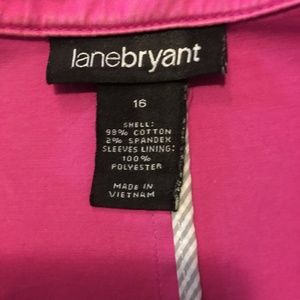 lanebryant
16
SHELL:
98% COTTON
2% SPANDEX
SLEEVES LINING:
100%
POLYESTER
MADE IN
VIETNAM